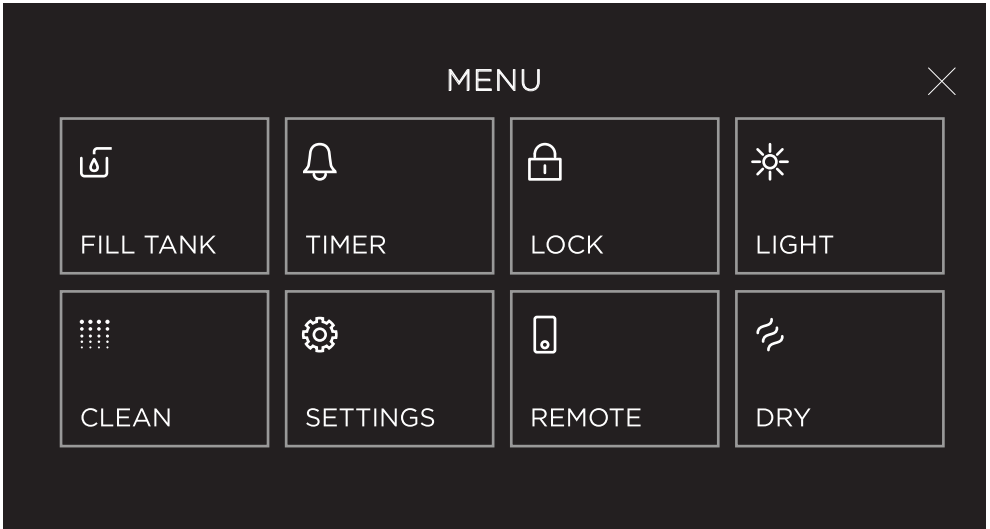 MENU
FILL TANK
TIMER
LOCK
LIGHT
CLEAN
SETTINGS
REMOTE
DRY